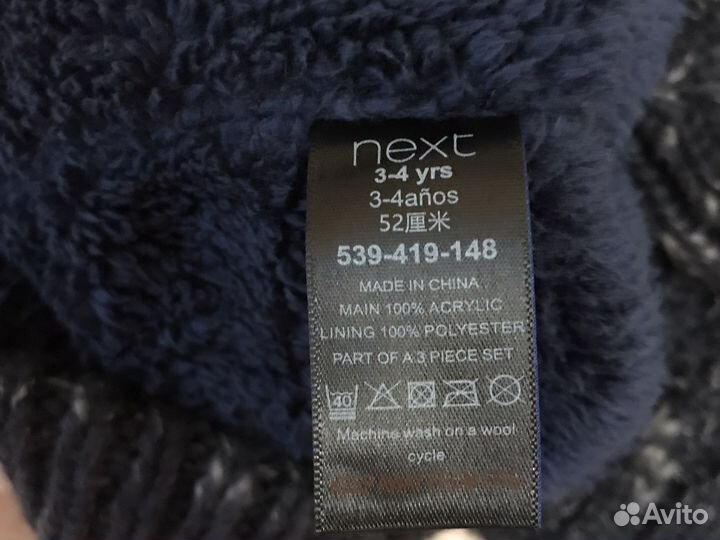 next
3-4 yrs
3-4años
52厘米
539-419-148
MADE IN CHINA
MAIN 100% ACRYLIC
LINING 100% POLYESTER
PART OF A 3 PIECE SET
40
Machine wash on a wool
cycle
Avito